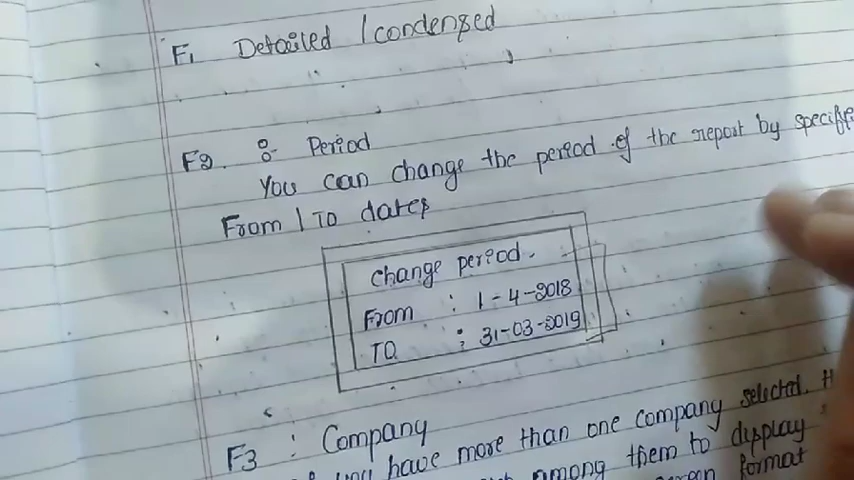 F1 Detailed / condensed
F2. : Period
You can change the period of the report by
From / To dates
Change period.
From : 1-4-2018
To : 31-03-2019
F3 : Company
you have more than one company selected.
among them to display
format